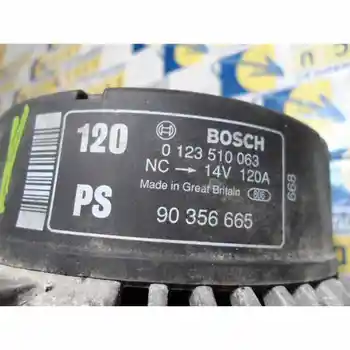 120
BOSCH
0 123 510 063
NC → 14V 120A
Made in Great Britain
PS
90 356 665
668